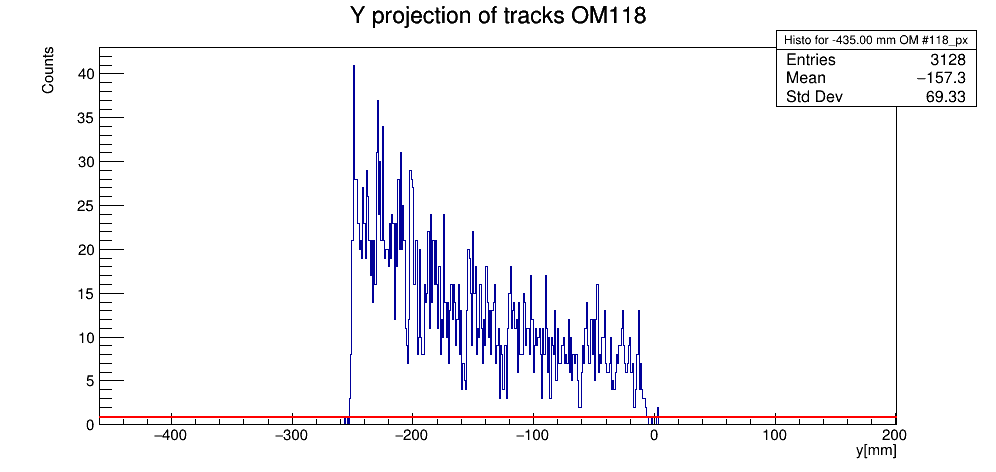 Y projection of tracks OM118
Histo for -435.00 mm OM #118_px
Entries 3128
Mean −157.3
Std Dev 69.33
Counts
40
35
30
25
20
15
10
5
0
−400 −300 −200 −100 0 100 200
y[mm]